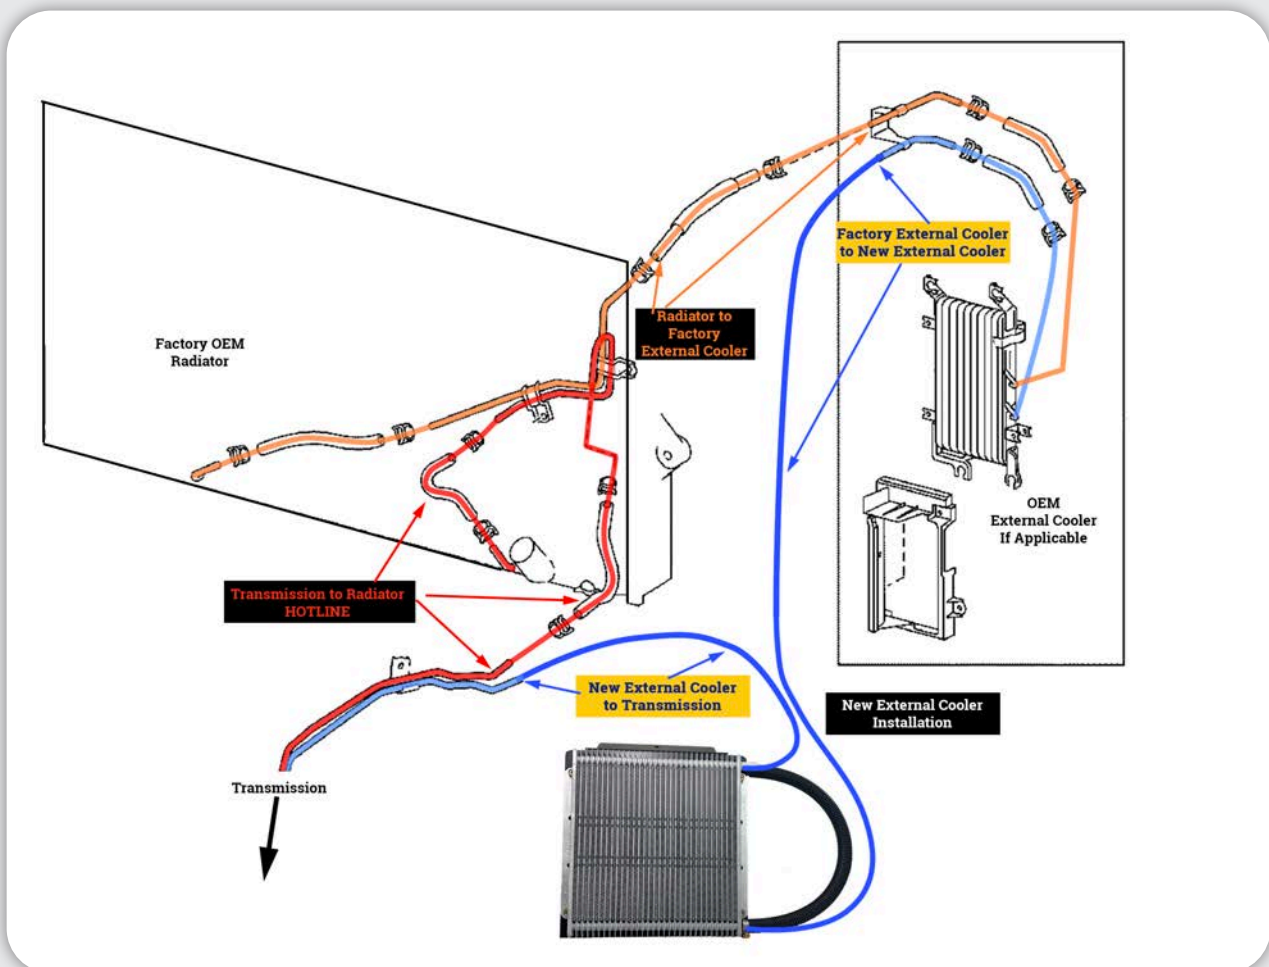 Factory External Cooler
to New External Cooler
Radiator to
Factory
External Cooler
Factory OEM
Radiator
OEM
External Cooler
If Applicable
Transmission to Radiator
HOTLINE
New External Cooler
to Transmission
New External Cooler
Installation
Transmission